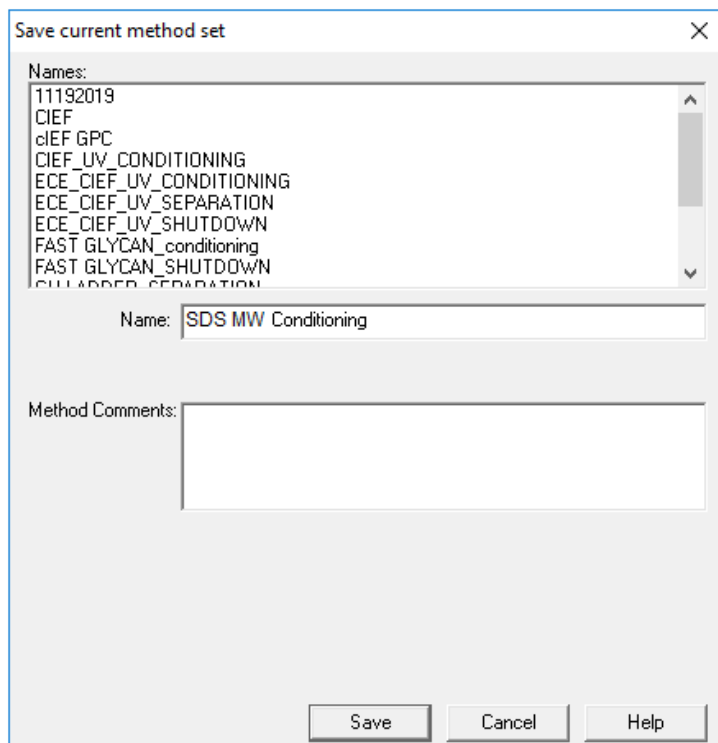 Save current method set
Names:
11192019
CIEF
cIEF GPC
CIEF_UV_CONDITIONING
ECE_CIEF_UV_CONDITIONING
ECE_CIEF_UV_SEPARATION
ECE_CIEF_UV_SHUTDOWN
FAST GLYCAN_conditioning
FAST GLYCAN_SHUTDOWN
Name: SDS MW Conditioning
Method Comments:
Save Cancel Help